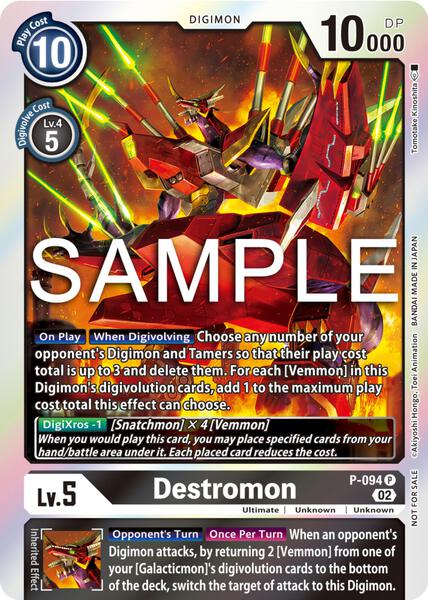 Play Cost
DIGIMON
10
10000
DP
Digivolve Cost
Lv.4
5
Tomotake Kinoshita
SAMPLE
On Play When Digivolving Choose any number of your
opponent's Digimon and Tamers so that their play cost
total is up to 3 and delete them. For each [Vemmon] in this
Digimon's digivolution cards, add 1 to the maximum play
cost total this effect can choose.
DigiXros -1 [Snatchmon] × 4 [Vemmon]
When you would play this card, you may place specified cards from your
hand/battle area under it. Each placed card reduces the cost.
©Akiyoshi Hongo, Toei Animation BANDAI MADE IN JAPAN
NOT FOR SALE
Lv.5
Destromon
P-094 P
02
Ultimate | Unknown | Unknown
Inherited Effect
Opponent's Turn Once Per Turn When an opponent's
Digimon attacks, by returning 2 [Vemmon] from one of
your [Galacticmon]'s digivolution cards to the bottom
of the deck, switch the target of attack to this Digimon.